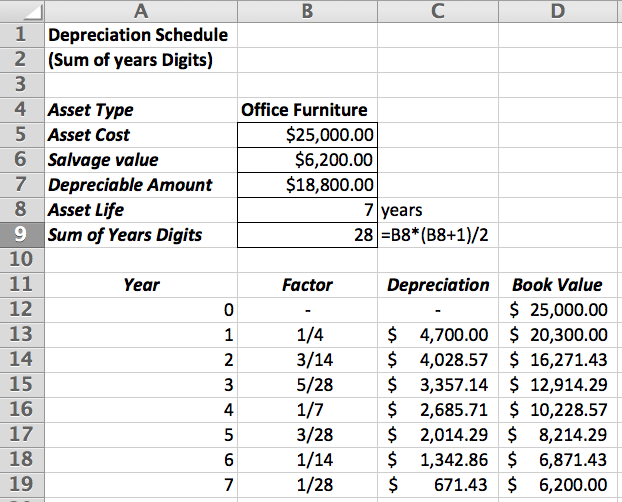 A B C D
1 Depreciation Schedule
2 (Sum of years Digits)
3
4 Asset Type Office Furniture
5 Asset Cost $25,000.00
6 Salvage value $6,200.00
7 Depreciable Amount $18,800.00
8 Asset Life 7 years
9 Sum of Years Digits 28 =B8*(B8+1)/2
10
11 Year Factor Depreciation Book Value
12 0 - - $ 25,000.00
13 1 1/4 $ 4,700.00 $ 20,300.00
14 2 3/14 $ 4,028.57 $ 16,271.43
15 3 5/28 $ 3,357.14 $ 12,914.29
16 4 1/7 $ 2,685.71 $ 10,228.57
17 5 3/28 $ 2,014.29 $ 8,214.29
18 6 1/14 $ 1,342.86 $ 6,871.43
19 7 1/28 $ 671.43 $ 6,200.00